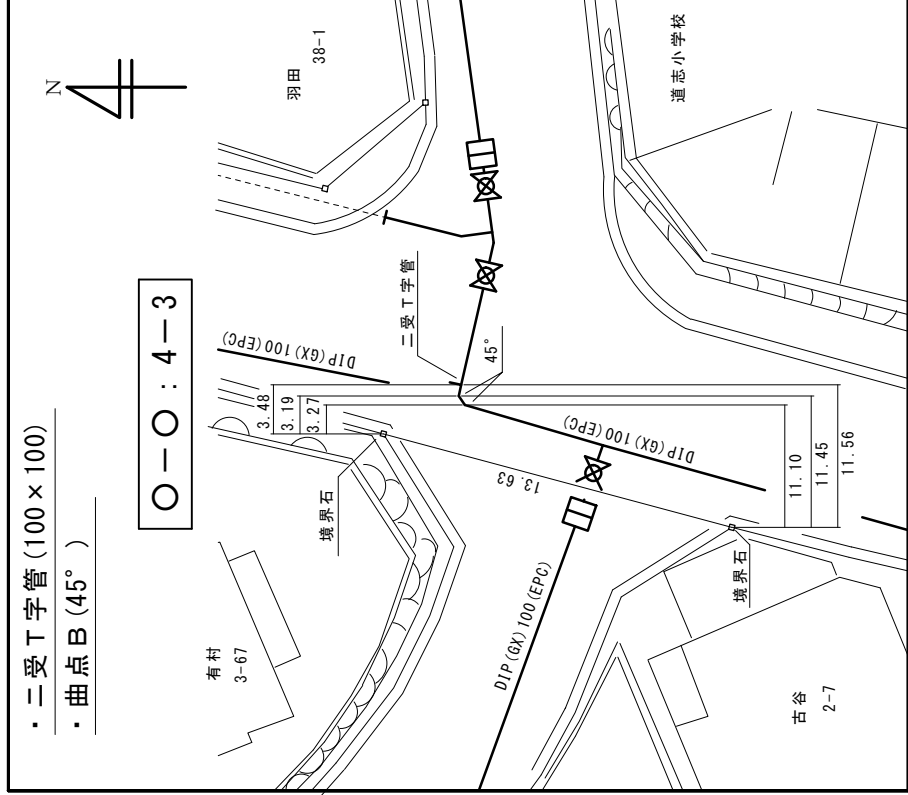 ・二受T字管(100×100)
・曲点B(45°)
○−○:4−3
N
羽田
38-1
道志小学校
二受T字管
45°
DIP(GX)100(EPC)
3.48
3.19
3.27
境界石
有村
3-67
DIP(GX)100(EPC)
13.63
DIP(GX)100(EPC)
11.10
11.45
11.56
境界石
古谷
2-7